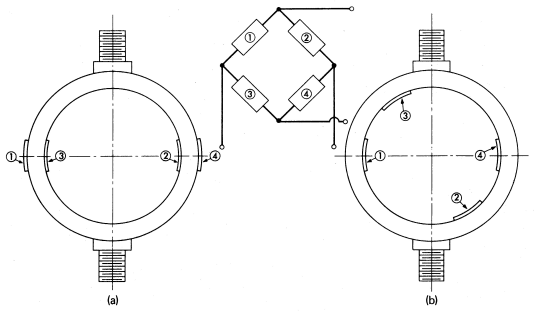 ① ②
③ ④
① ③ ② ④
③
① ④
②
(a) (b)